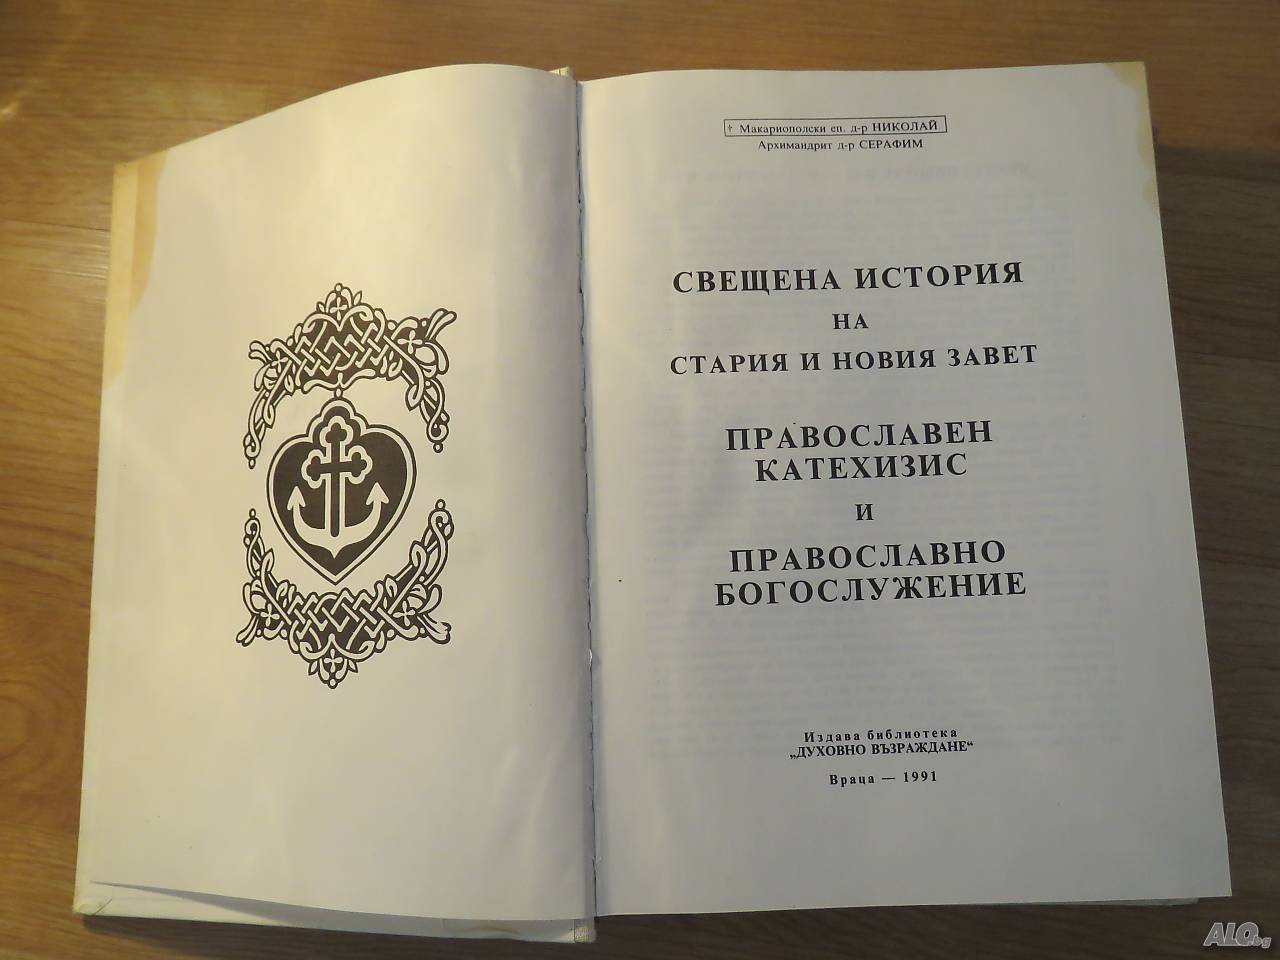 † Макариополски еп. д-р НИКОЛАЙ
Архимандрит д-р СЕРАФИМ
СВЕЩЕНА ИСТОРИЯ
НА
СТАРИЯ И НОВИЯ ЗАВЕТ
ПРАВОСЛАВЕН
КАТЕХИЗИС
И
ПРАВОСЛАВНО
БОГОСЛУЖЕНИЕ
Издава библиотека
„ДУХОВНО ВЪЗРАЖДАНЕ“
Враца — 1991
ALO.bg